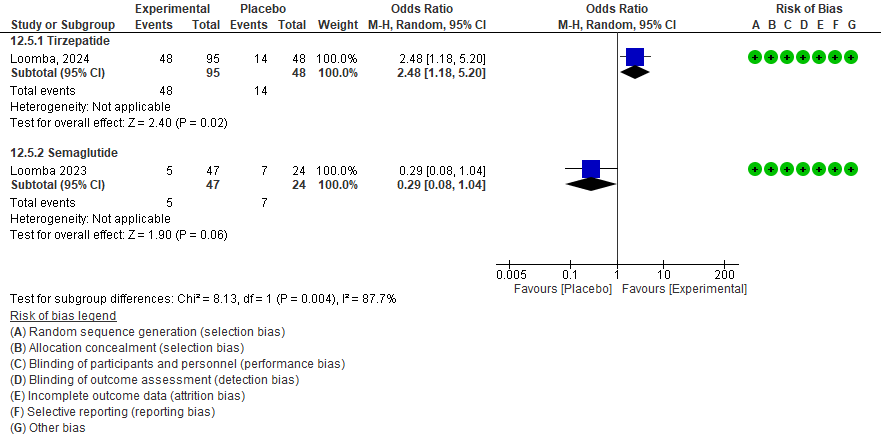 Experimental Placebo Odds Ratio Odds Ratio Risk of Bias
Study or Subgroup Events Total Events Total Weight M-H, Random, 95% CI M-H, Random, 95% CI A B C D E F G
12.5.1 Tirzepatide
Loomba, 2024 48 95 14 48 100.0% 2.48 [1.18, 5.20] + + + + + + +
Subtotal (95% CI) 95 48 100.0% 2.48 [1.18, 5.20]
Total events 48 14
Heterogeneity: Not applicable
Test for overall effect: Z = 2.40 (P = 0.02)
12.5.2 Semaglutide
Loomba 2023 5 47 7 24 100.0% 0.29 [0.08, 1.04] + + + + + + +
Subtotal (95% CI) 47 24 100.0% 0.29 [0.08, 1.04]
Total events 5 7
Heterogeneity: Not applicable
Test for overall effect: Z = 1.90 (P = 0.06)
0.005 0.1 1 10 200
Favours [Placebo] Favours [Experimental]
Test for subgroup differences: Chi² = 8.13, df = 1 (P = 0.004), I² = 87.7%
Risk of bias legend
(A) Random sequence generation (selection bias)
(B) Allocation concealment (selection bias)
(C) Blinding of participants and personnel (performance bias)
(D) Blinding of outcome assessment (detection bias)
(E) Incomplete outcome data (attrition bias)
(F) Selective reporting (reporting bias)
(G) Other bias